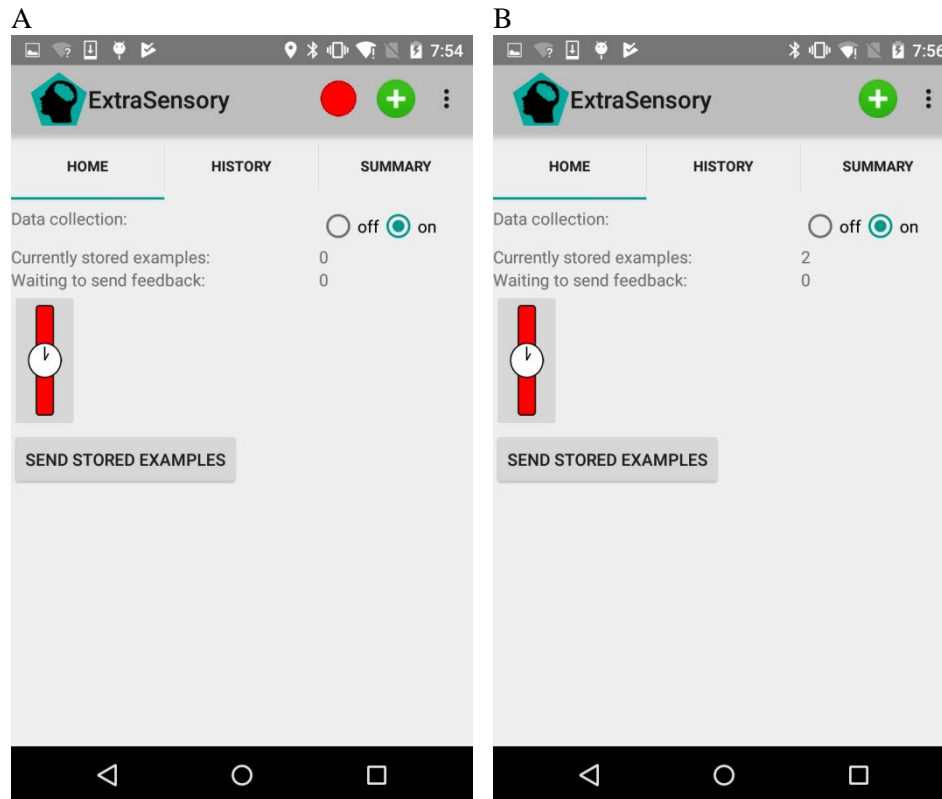 A
7:54
ExtraSensory
HOME HISTORY SUMMARY
Data collection: off on
Currently stored examples: 0
Waiting to send feedback: 0
SEND STORED EXAMPLES
B
7:56
ExtraSensory
HOME HISTORY SUMMARY
Data collection: off on
Currently stored examples: 2
Waiting to send feedback: 0
SEND STORED EXAMPLES